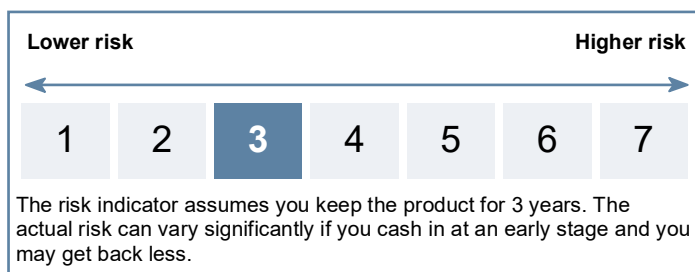 Lower risk Higher risk
1 2 3 4 5 6 7
The risk indicator assumes you keep the product for 3 years. The
actual risk can vary significantly if you cash in at an early stage and you
may get back less.